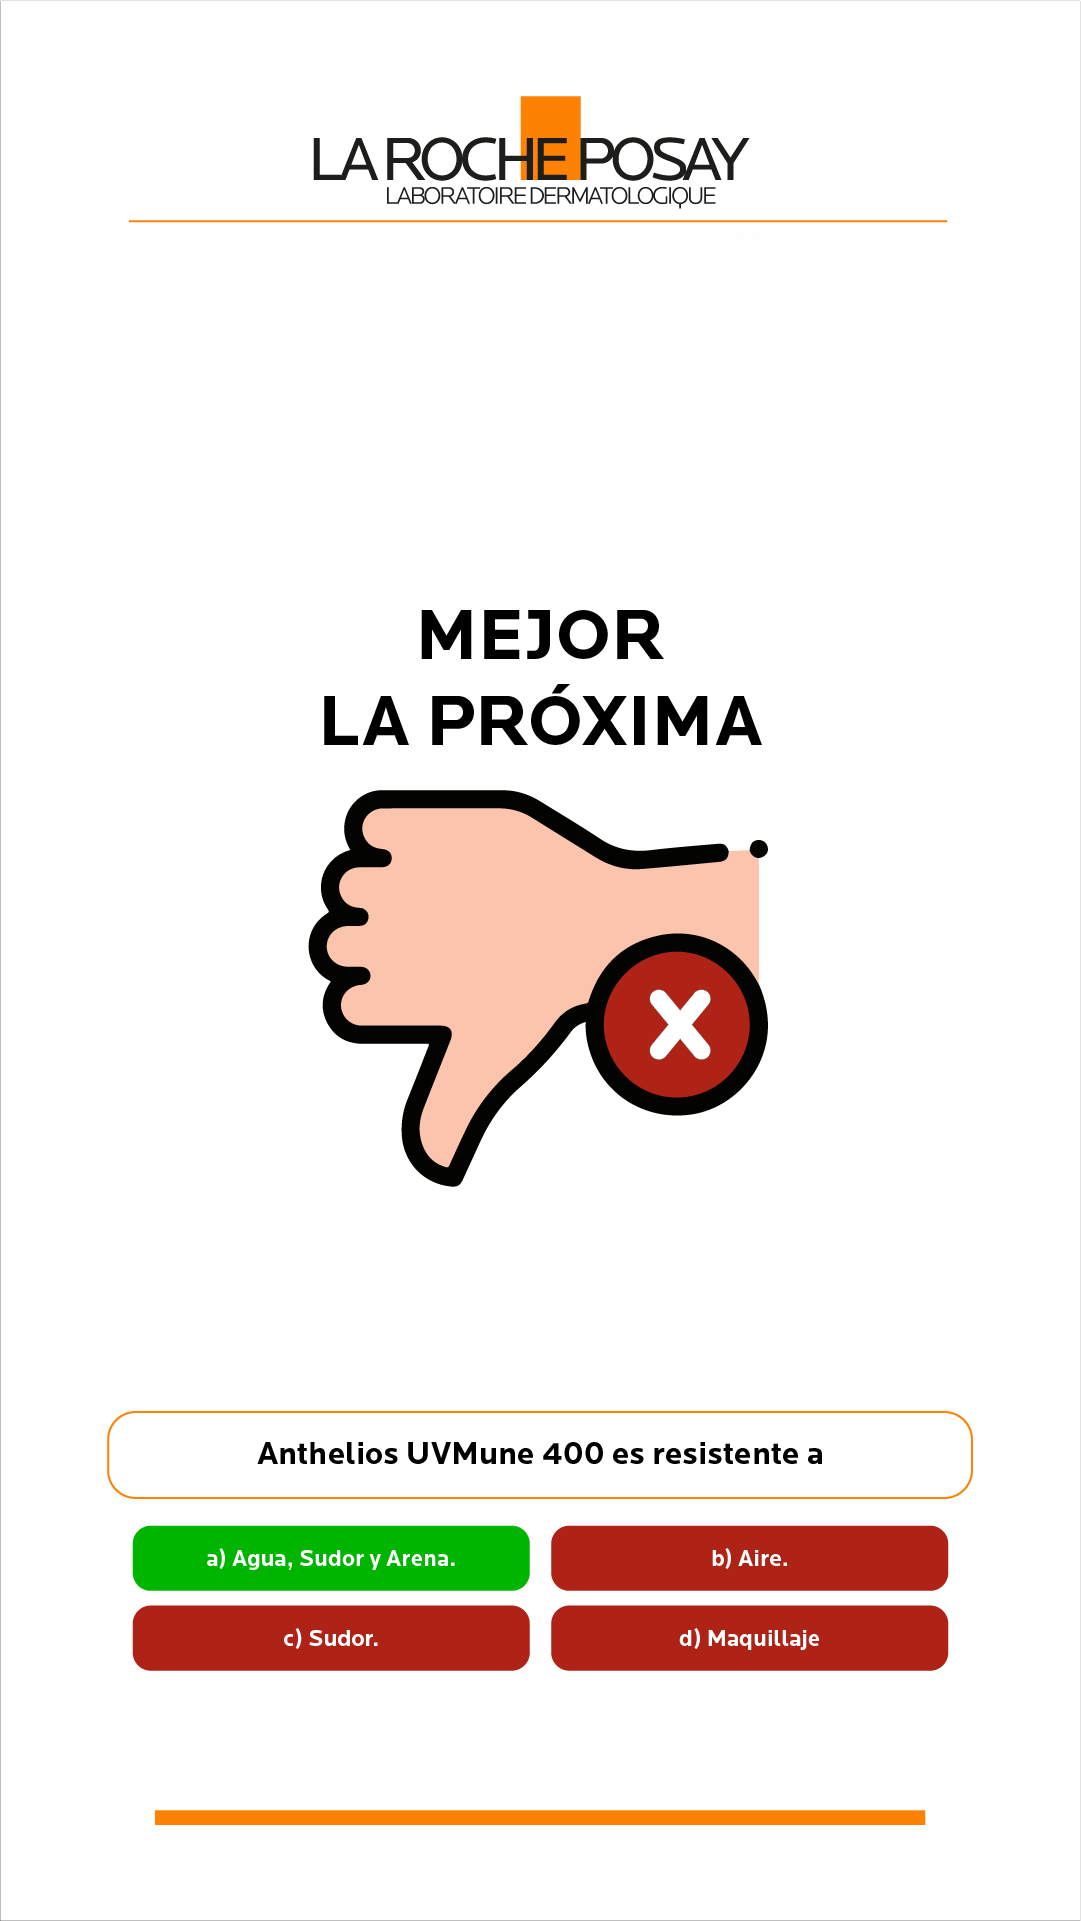 LA ROCHE POSAY
LABORATOIRE DERMATOLOGIQUE
MEJOR
LA PRÓXIMA
Anthelios UVMune 400 es resistente a
a) Agua, Sudor y Arena.
b) Aire.
c) Sudor.
d) Maquillaje